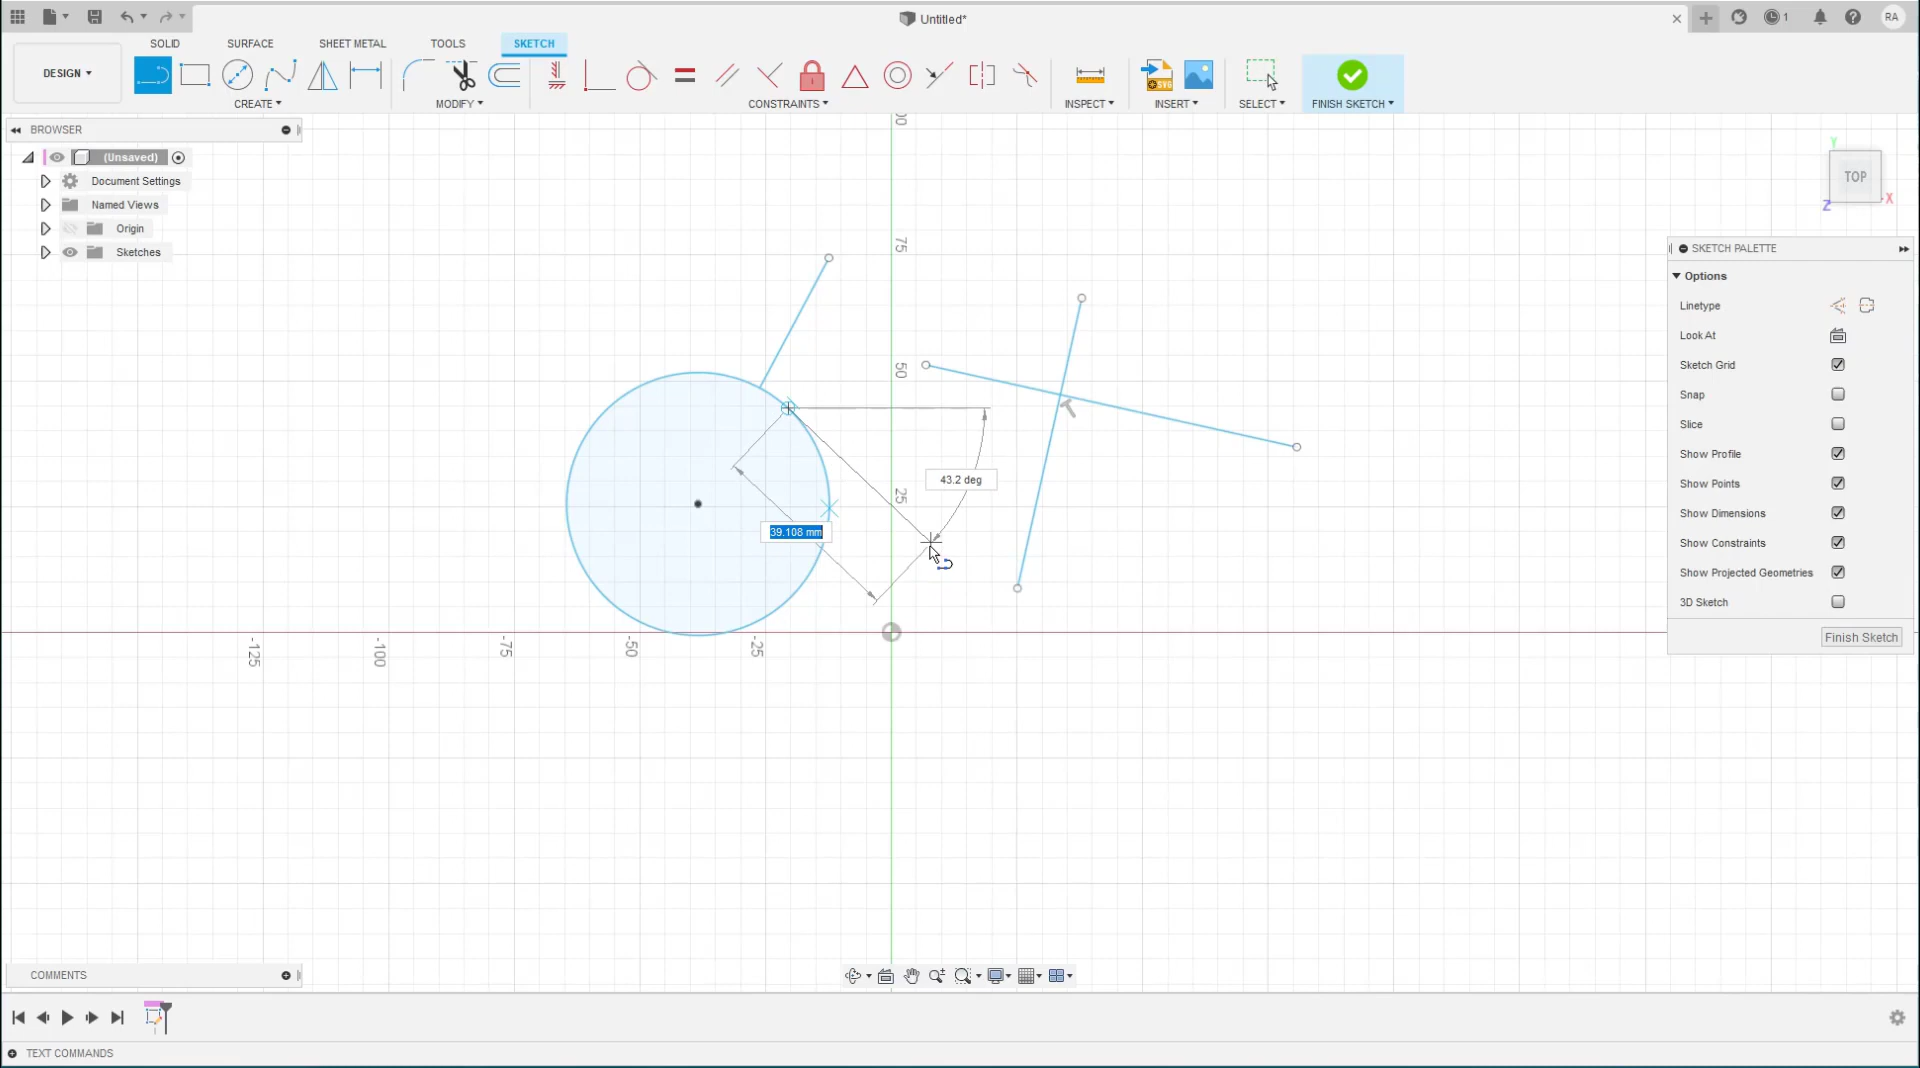 Untitled*
1
RA
SOLID SURFACE SHEET METAL TOOLS SKETCH
DESIGN
CREATE MODIFY CONSTRAINTS INSPECT INSERT SELECT FINISH SKETCH
BROWSER
(Unsaved)
Document Settings
Named Views
Origin
Sketches
TOP
Y
X
Z
SKETCH PALETTE
Options
Linetype
Look At
Sketch Grid
Snap
Slice
Show Profile
Show Points
Show Dimensions
Show Constraints
Show Projected Geometries
3D Sketch
Finish Sketch
75
50
25
43.2 deg
39.108 mm
-125 -100 -75 -50 -25
COMMENTS
TEXT COMMANDS